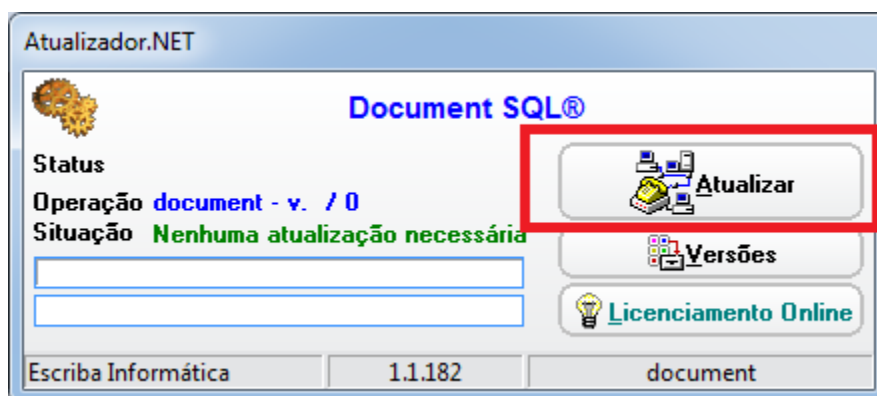 Atualizador.NET
Document SQL®
Status
Atualizar
Operação document - v. / 0
Situação Nenhuma atualização necessária
Versões
Licenciamento Online
Escriba Informática 1.1.182 document